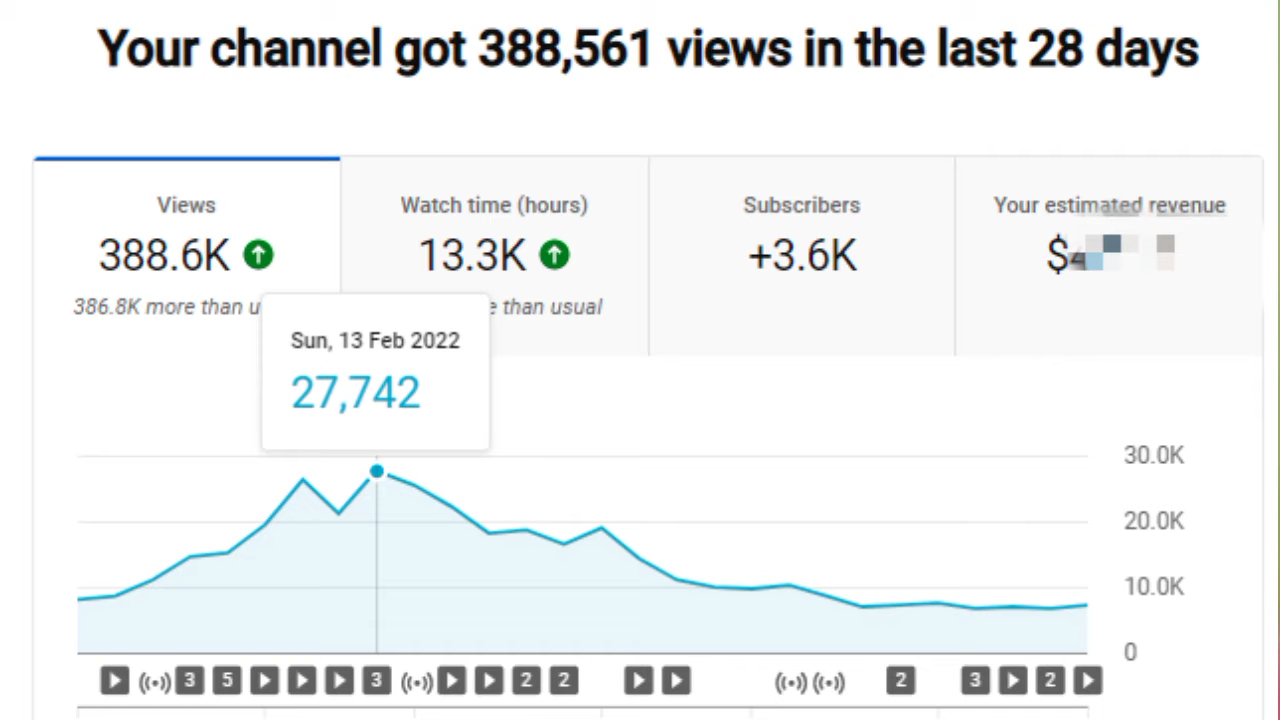 Your channel got 388,561 views in the last 28 days
Views
Watch time (hours)
Subscribers
Your estimated revenue
388.6K
13.3K
+3.6K
$
386.8K more than
than usual
Sun, 13 Feb 2022
27,742
30.0K
20.0K
10.0K
0
3 5 3 2 2 2 3 2